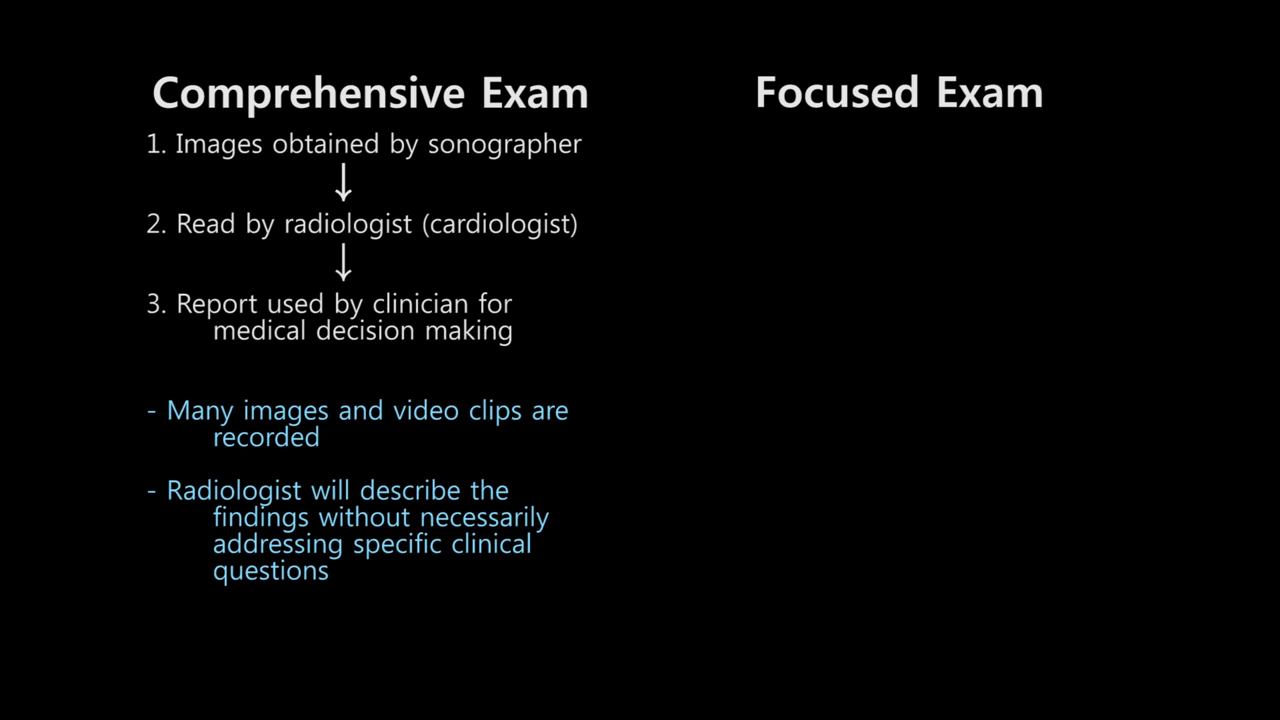 Comprehensive Exam
1. Images obtained by sonographer
2. Read by radiologist (cardiologist)
3. Report used by clinician for
medical decision making
- Many images and video clips are
recorded
- Radiologist will describe the
findings without necessarily
addressing specific clinical
questions
Focused Exam